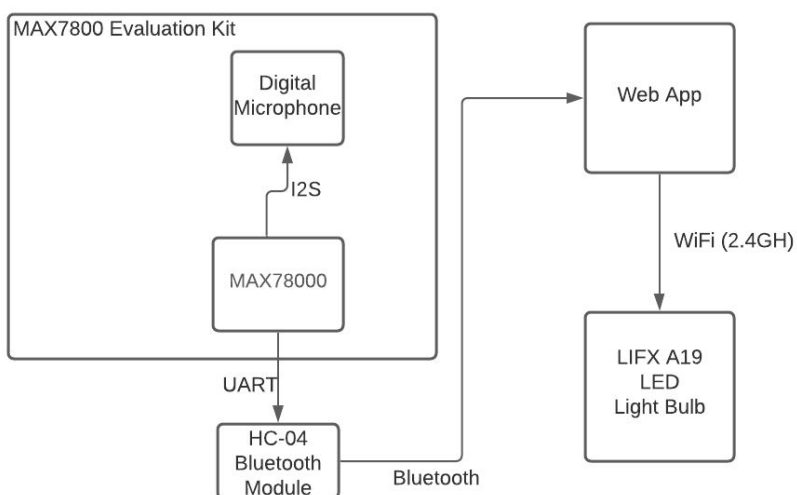 MAX7800 Evaluation Kit
Digital
Microphone
I2S
MAX78000
UART
HC-04
Bluetooth
Module
Bluetooth
Web App
WiFi (2.4GH)
LIFX A19
LED
Light Bulb